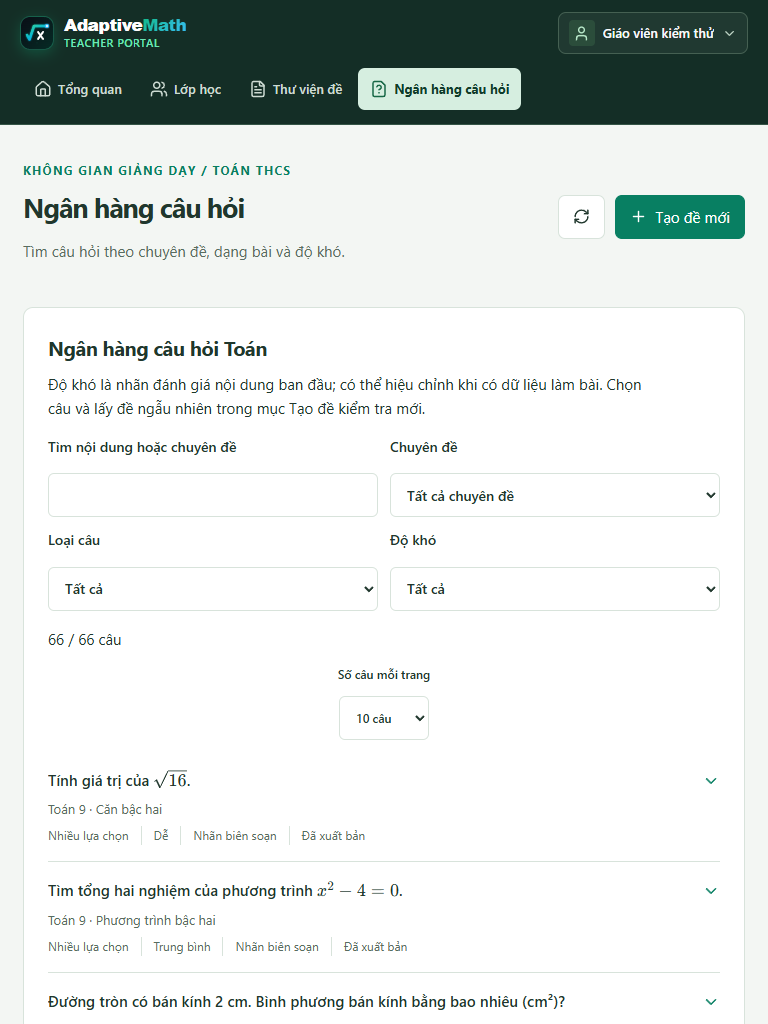 AdaptiveMath
TEACHER PORTAL
Giáo viên kiểm thử
Tổng quan
Lớp học
Thư viện đề
Ngân hàng câu hỏi
KHÔNG GIAN GIẢNG DẠY / TOÁN THCS
Ngân hàng câu hỏi
Tạo đề mới
Tìm câu hỏi theo chuyên đề, dạng bài và độ khó.
Ngân hàng câu hỏi Toán
Độ khó là nhãn đánh giá nội dung ban đầu; có thể hiệu chỉnh khi có dữ liệu làm bài. Chọn
câu và lấy đề ngẫu nhiên trong mục Tạo đề kiểm tra mới.
Tìm nội dung hoặc chuyên đề
Chuyên đề
Tất cả chuyên đề
Loại câu
Độ khó
Tất cả
Tất cả
66 / 66 câu
Số câu mỗi trang
10 câu
Tính giá trị của √16.
Toán 9 · Căn bậc hai
Nhiều lựa chọn
Dễ
Nhãn biên soạn
Đã xuất bản
Tìm tổng hai nghiệm của phương trình x² − 4 = 0.
Toán 9 · Phương trình bậc hai
Nhiều lựa chọn
Trung bình
Nhãn biên soạn
Đã xuất bản
Đường tròn có bán kính 2 cm. Bình phương bán kính bằng bao nhiêu (cm²)?